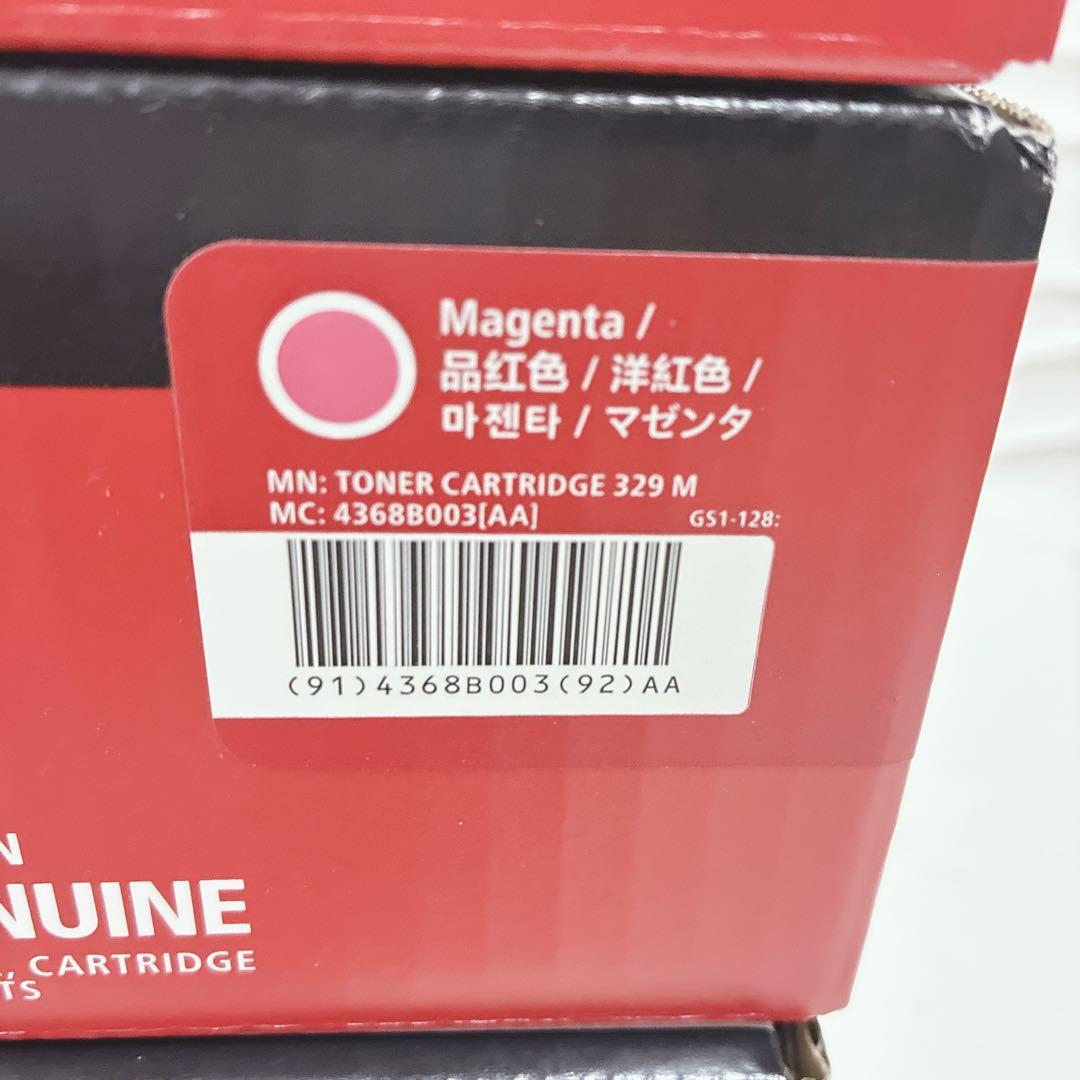 Magenta /
品红色 / 洋紅色 /
마젠타 / マゼンタ
MN: TONER CARTRIDGE 329 M
MC: 4368B003[AA]
GS1-128:
(91)4368B003(92)AA
N
NUINE
, CARTRIDGE
TS